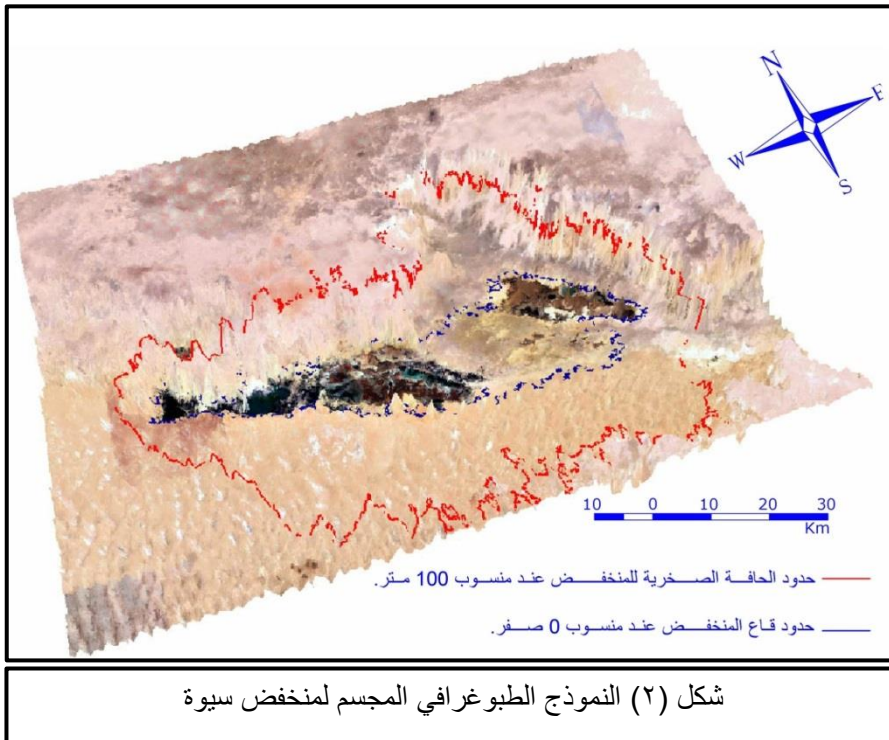 N
E
W
S
10 0 10 20 30
Km
حدود الحافة الصخرية للمنخفض عند منسوب 100 متر.
حدود قاع المنخفض عند منسوب 0 صفر.
شكل (٢) النموذج الطبوغرافي المجسم لمنخفض سيوة